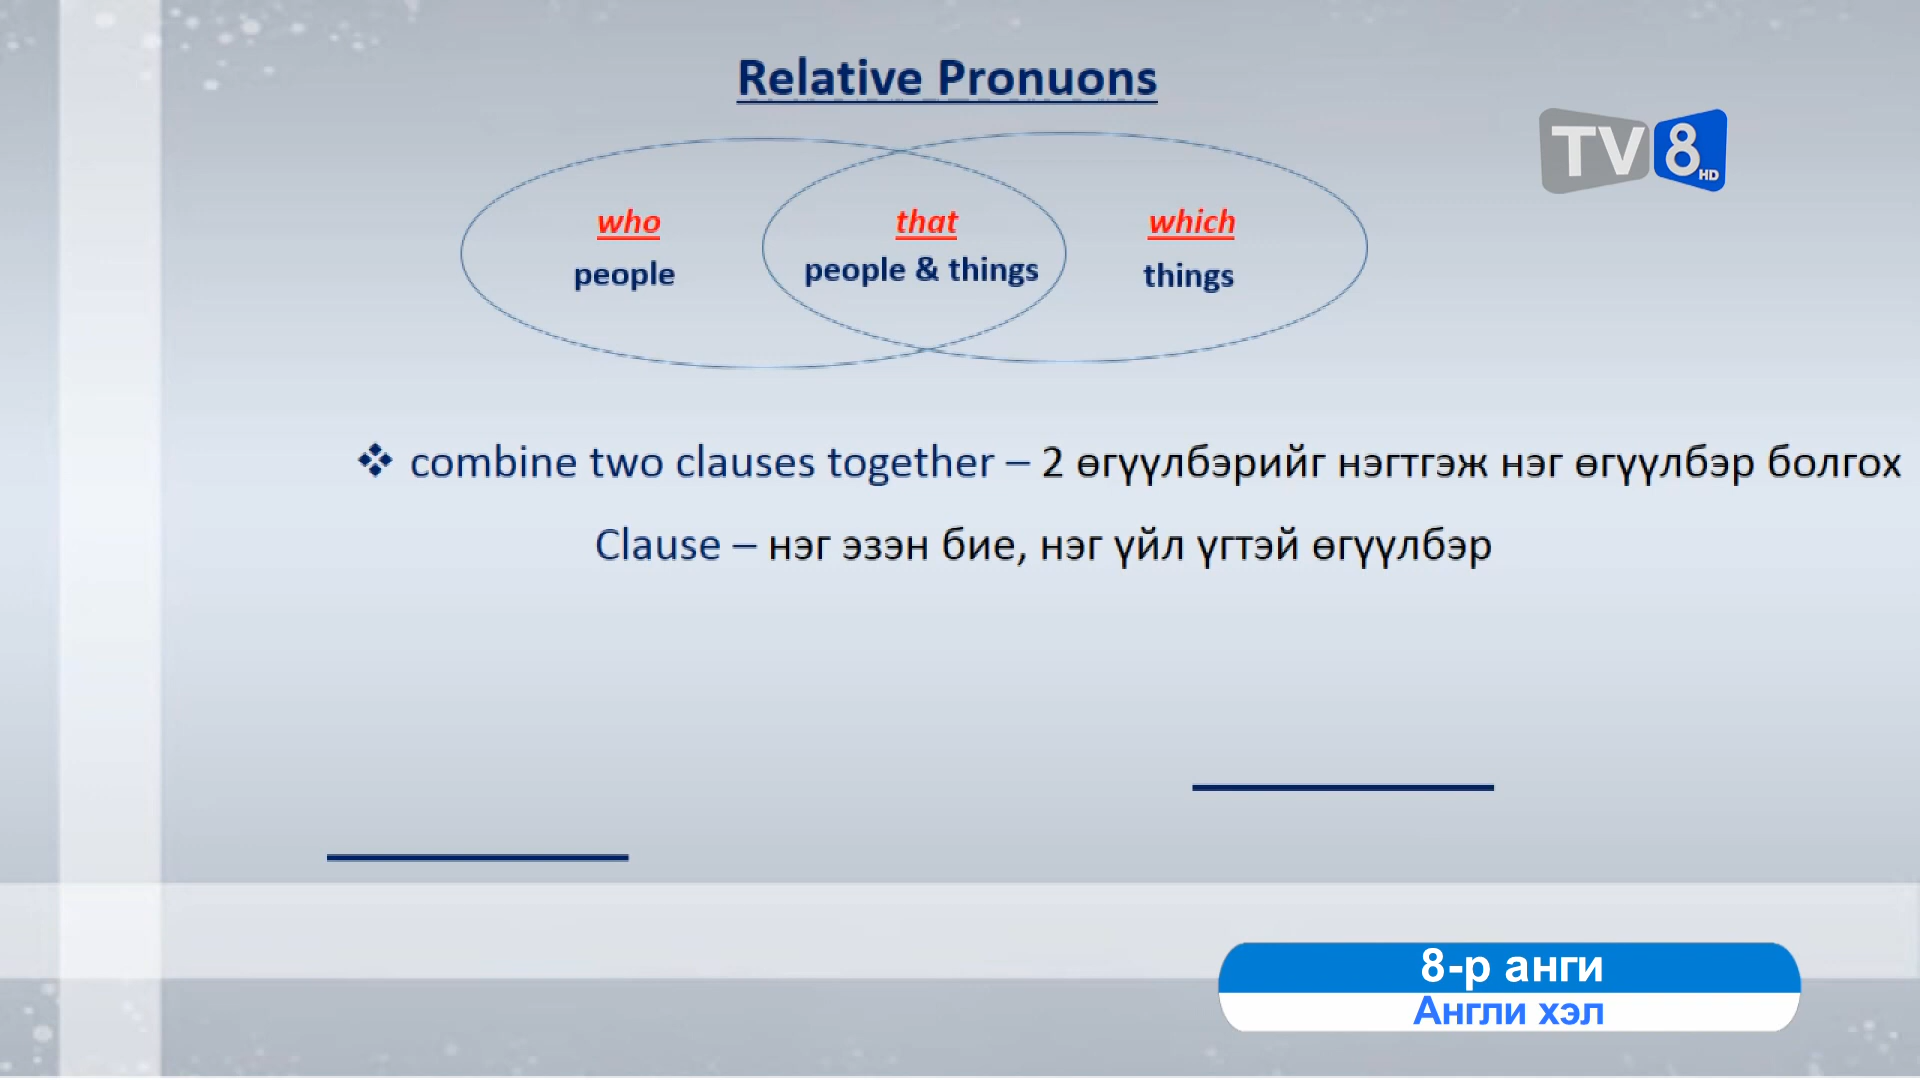 Relative Pronuons
TV8 HD
who that which
people people & things things
❖ combine two clauses together – 2 өгүүлбэрийг нэгтгэж нэг өгүүлбэр болгох
Clause – нэг эзэн бие, нэг үйл үгтэй өгүүлбэр
8-р анги
Англи хэл